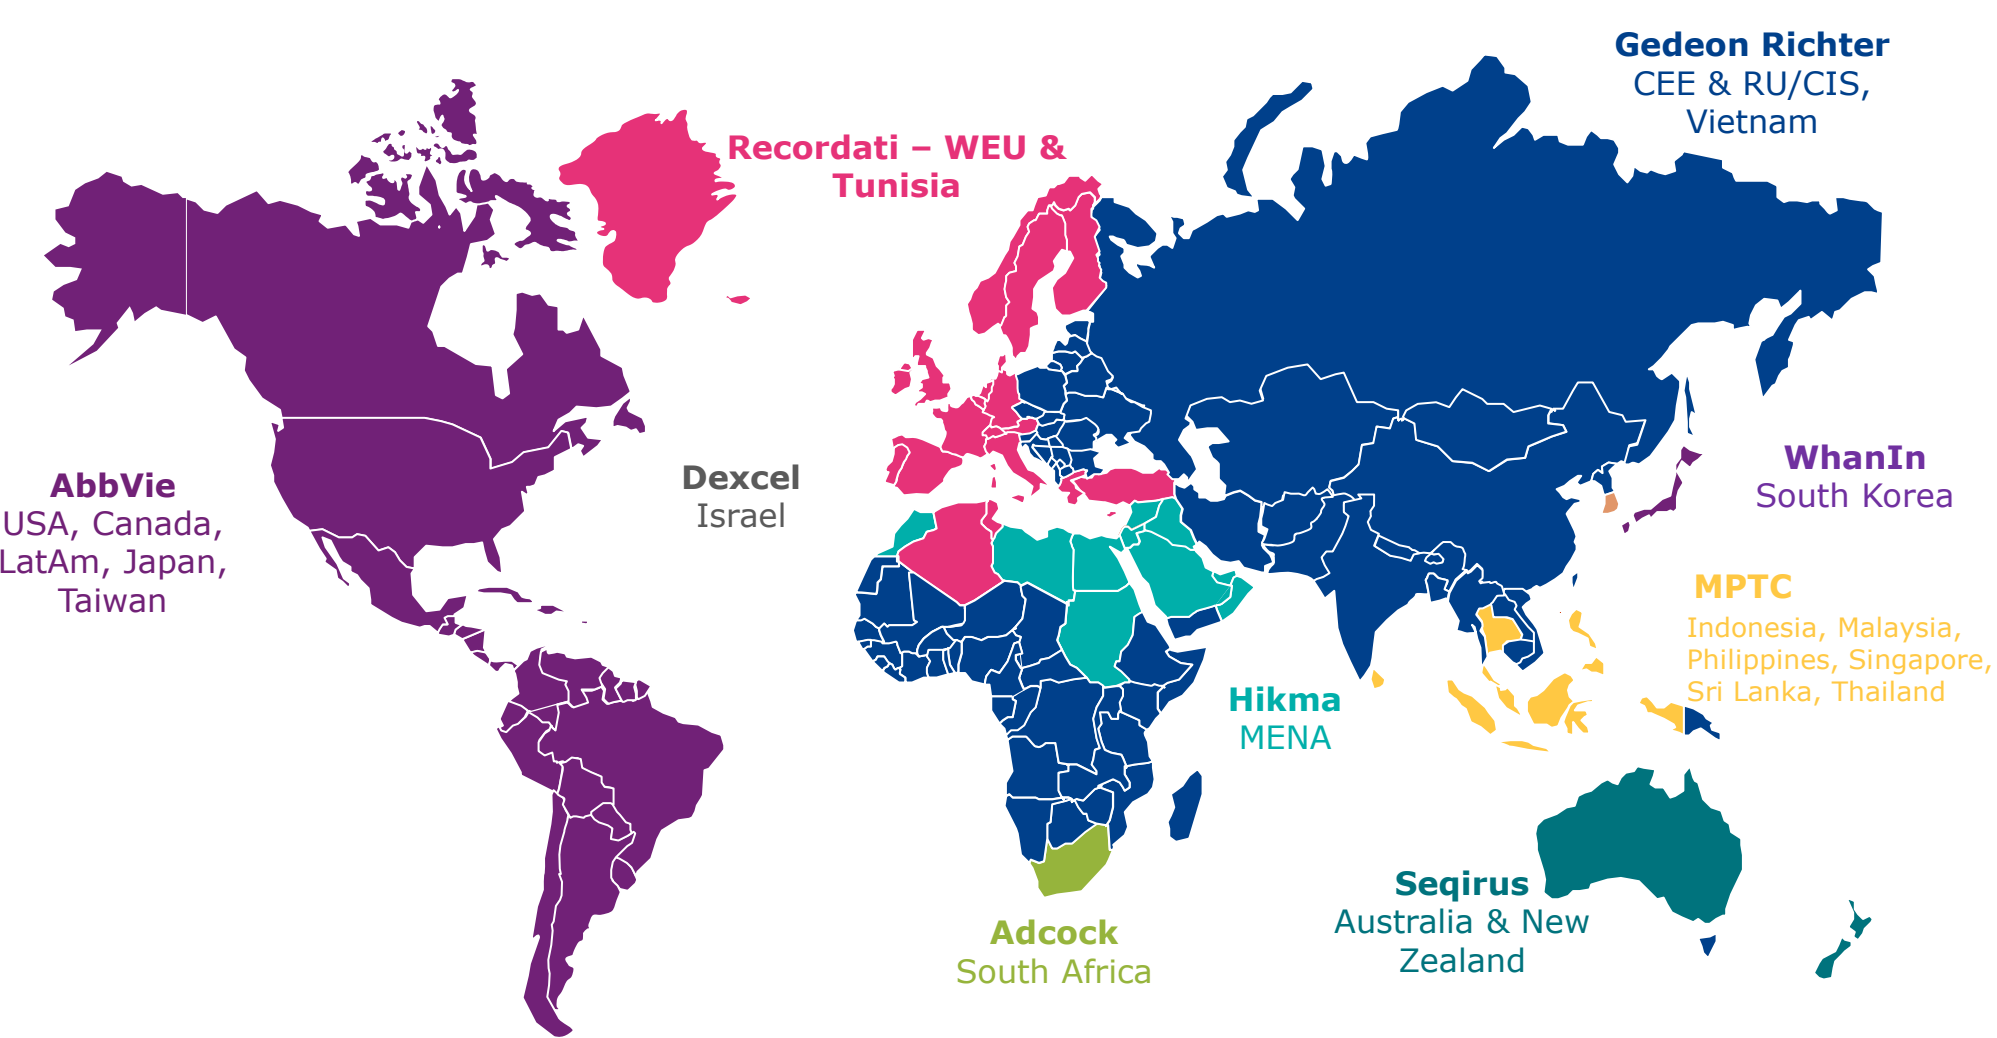 Gedeon Richter
CEE & RU/CIS,
Vietnam
Recordati – WEU &
Tunisia
AbbVie
USA, Canada,
LatAm, Japan,
Taiwan
Dexcel
Israel
WhanIn
South Korea
MPTC
Indonesia, Malaysia,
Philippines, Singapore,
Sri Lanka, Thailand
Hikma
MENA
Seqirus
Australia & New
Zealand
Adcock
South Africa